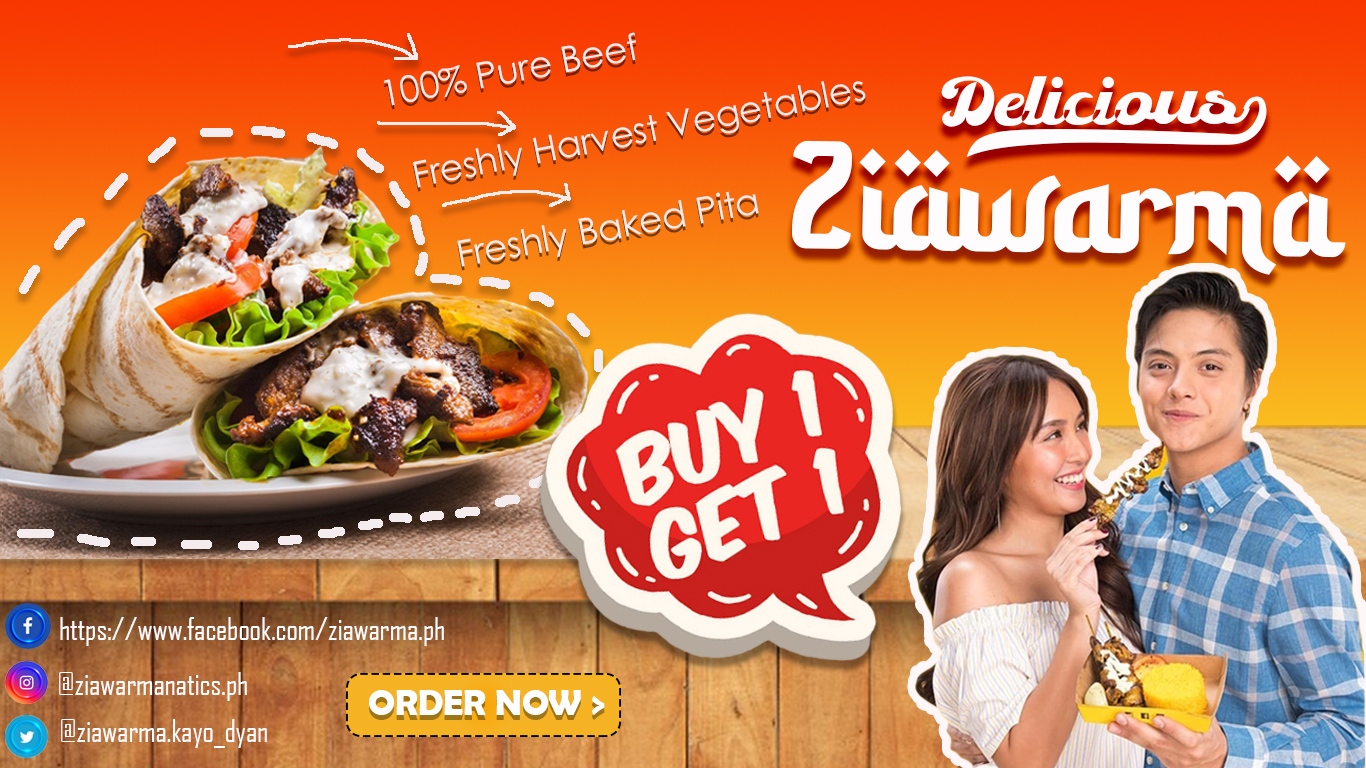 100% Pure Beef
Freshly Harvest Vegetables
Freshly Baked Pita
Delicious
Ziäwarmä
BUY 1
GET 1
https://www.facebook.com/ziawarma.ph
@ziawarmanatics.ph
@ziawarma.kayo_dyan
ORDER NOW >